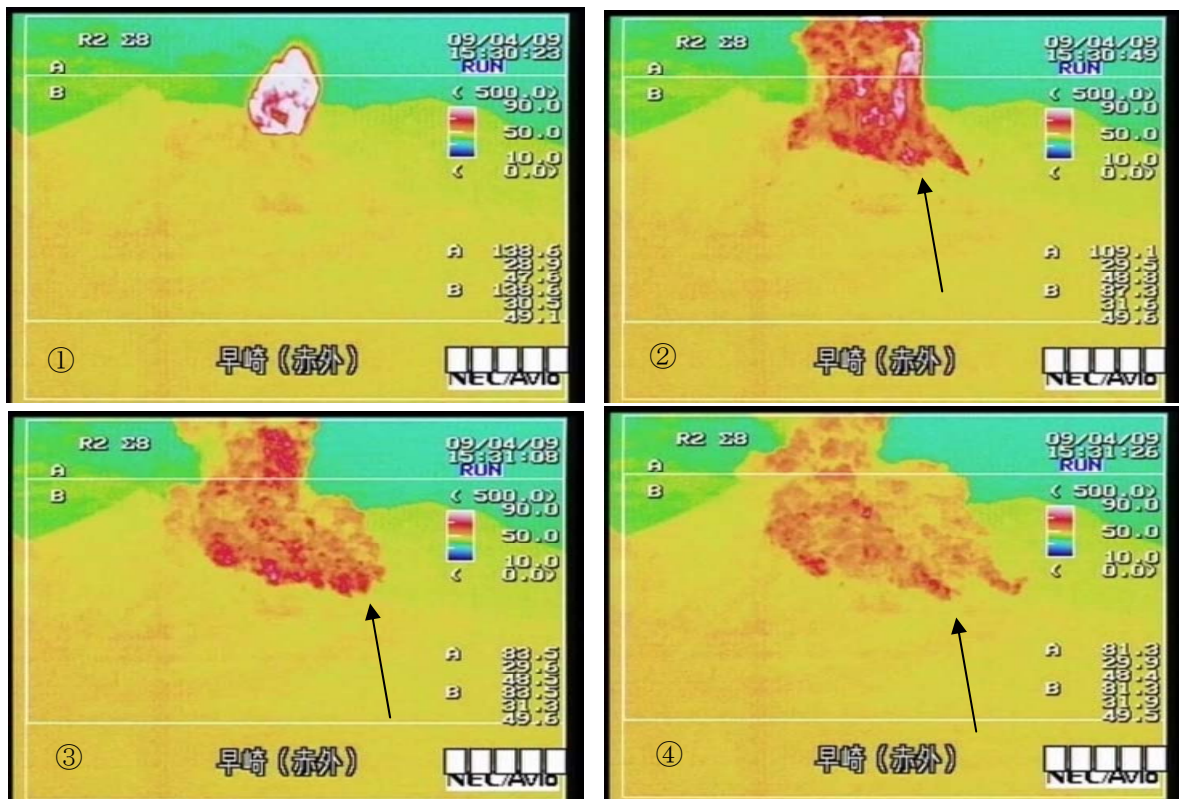 R2 Σ8
09/04/09
15:30:23
RUN
A
B
< 500.0>
90.0
50.0
10.0
< 0.0>
A 138.6
28.9
47.6
B 138.6
30.5
49.1
① 早崎(赤外)
NEC/Avio
R2 Σ8
09/04/09
15:30:49
RUN
A
B
< 500.0>
90.0
50.0
10.0
< 0.0>
A 109.1
29.5
48.8
B 87.3
31.6
49.6
② 早崎(赤外)
NEC/Avio
R2 Σ8
09/04/09
15:31:08
RUN
A
B
< 500.0>
90.0
50.0
10.0
< 0.0>
A 83.5
29.6
48.5
B 83.5
31.3
49.6
③ 早崎(赤外)
NEC/Avio
R2 Σ8
09/04/09
15:31:26
RUN
A
B
< 500.0>
90.0
50.0
10.0
< 0.0>
A 81.3
29.9
48.4
B 81.3
31.9
49.5
④ 早崎(赤外)
NEC/Avio